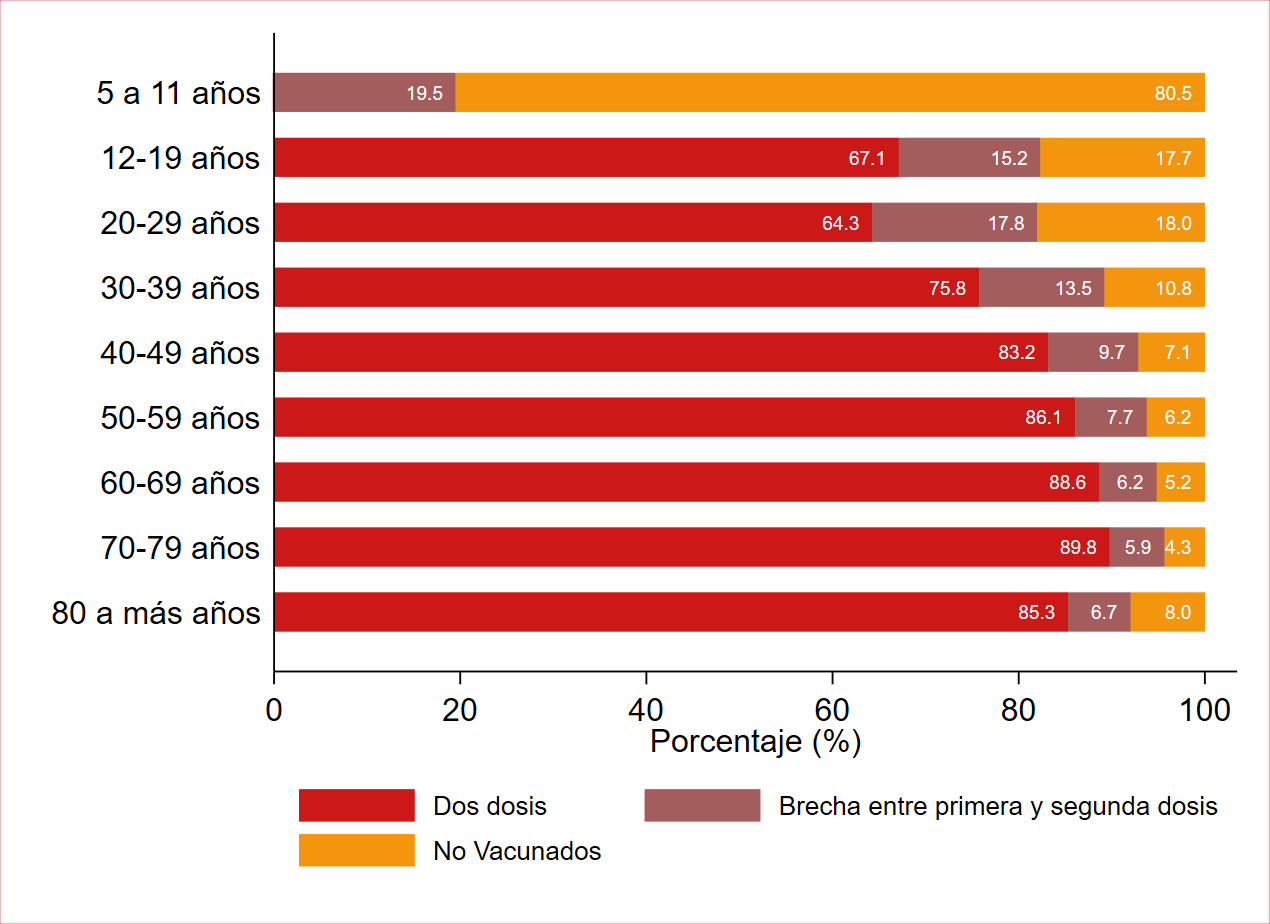 5 a 11 años 19.5 80.5
12-19 años 67.1 15.2 17.7
20-29 años 64.3 17.8 18.0
30-39 años 75.8 13.5 10.8
40-49 años 83.2 9.7 7.1
50-59 años 86.1 7.7 6.2
60-69 años 88.6 6.2 5.2
70-79 años 89.8 5.9 4.3
80 a más años 85.3 6.7 8.0
0 20 40 60 80 100
Porcentaje (%)
Dos dosis Brecha entre primera y segunda dosis
No Vacunados